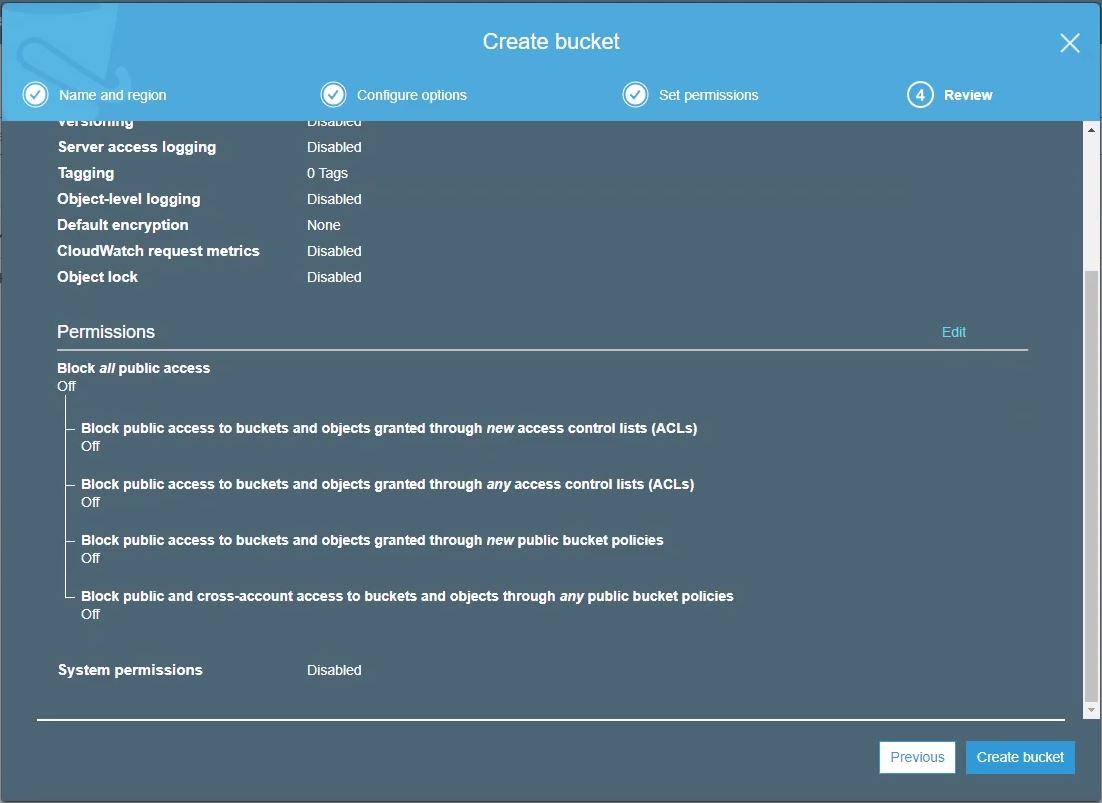 Create bucket
Name and region
Configure options
Set permissions
4 Review
Versioning Disabled
Server access logging Disabled
Tagging 0 Tags
Object-level logging Disabled
Default encryption None
CloudWatch request metrics Disabled
Object lock Disabled
Permissions Edit
Block all public access
Off
Block public access to buckets and objects granted through new access control lists (ACLs)
Off
Block public access to buckets and objects granted through any access control lists (ACLs)
Off
Block public access to buckets and objects granted through new public bucket policies
Off
Block public and cross-account access to buckets and objects through any public bucket policies
Off
System permissions Disabled
Previous Create bucket